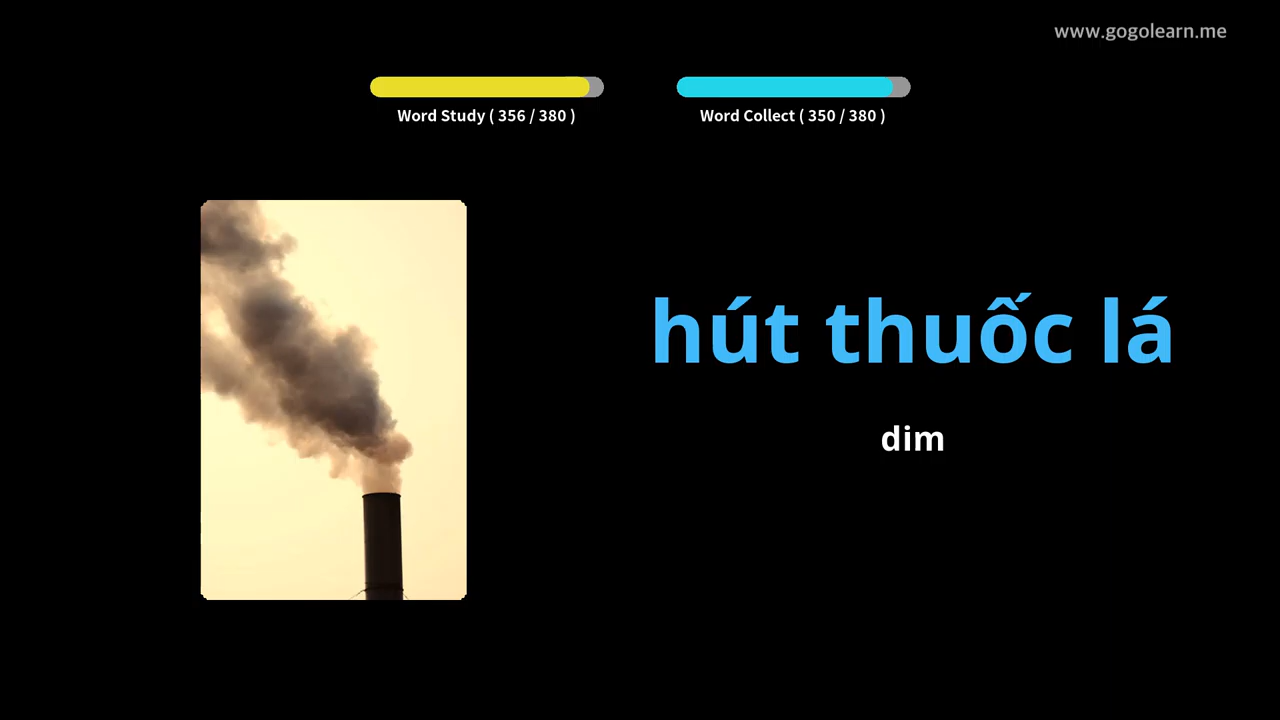 www.gogolearn.me
Word Study ( 356 / 380 )
Word Collect ( 350 / 380 )
hút thuốc lá
dim